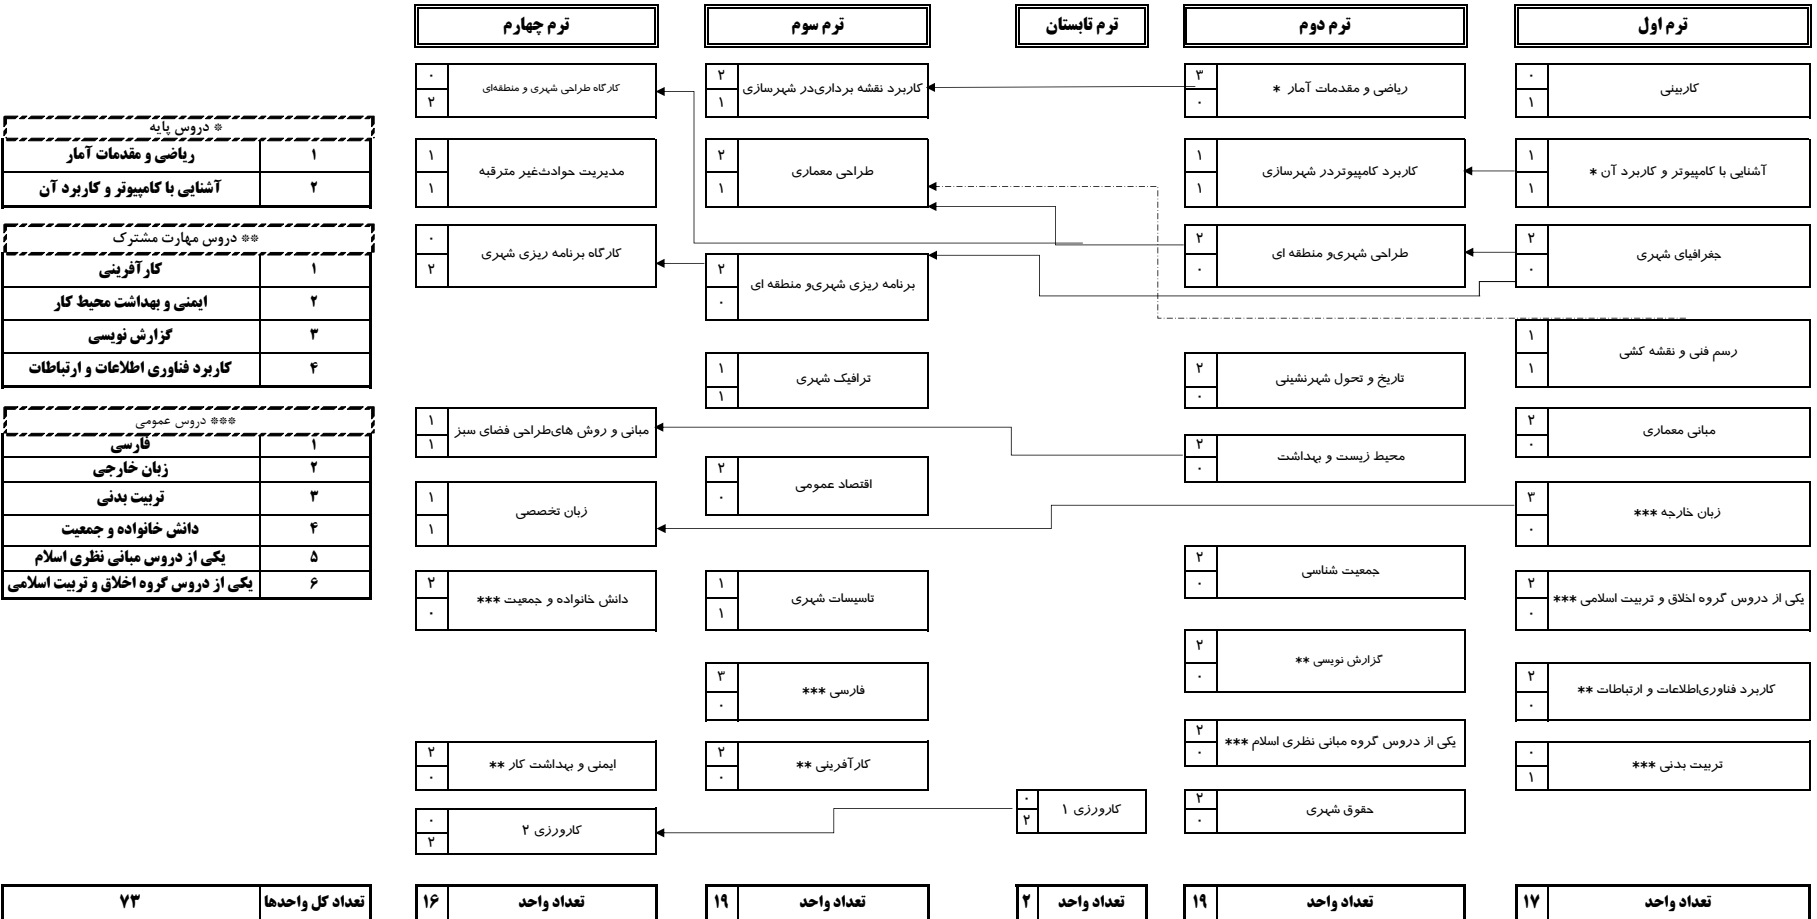 ترم اول
ترم دوم
ترم تابستان
ترم سوم
ترم چهارم
کاربینی
۰
۱
آشنایی با کامپیوتر و کاربرد آن *
۱
۱
جغرافیای شهری
۲
۰
رسم فنی و نقشه کشی
۱
۱
مبانی معماری
۲
۰
زبان خارجه ***
۳
۰
یکی از دروس گروه اخلاق و تربیت اسلامی ***
۲
۰
کاربرد فناوری‌اطلاعات و ارتباطات **
۲
۰
تربیت بدنی ***
۰
۱
تعداد واحد
۱۷
ریاضی و مقدمات آمار *
۳
۰
کاربرد کامپیوتردر شهرسازی
۱
۱
طراحی شهری‌و منطقه ای
۲
۰
تاریخ و تحول شهرنشینی
۲
۰
محیط زیست و بهداشت
۲
۰
جمعیت شناسی
۲
۰
گزارش نویسی **
۲
۰
یکی از دروس گروه مبانی نظری اسلام ***
۲
۰
حقوق شهری
۲
۰
تعداد واحد
۱۹
کارورزی ۱
۰
۲
تعداد واحد
۲
کاربرد نقشه برداری‌در شهرسازی
۲
۱
طراحی معماری
۲
۱
برنامه ریزی شهری‌و منطقه ای
۲
۰
ترافیک شهری
۱
۱
اقتصاد عمومی
۲
۰
تاسیسات شهری
۱
۱
فارسی ***
۳
۰
کارآفرینی **
۲
۰
تعداد واحد
۱۹
کارگاه طراحی شهری و منطقه‌ای
۰
۲
مدیریت حوادث‌غیر مترقبه
۱
۱
کارگاه برنامه ریزی شهری
۰
۲
مبانی و روش های‌طراحی فضای سبز
۱
۱
زبان تخصصی
۱
۱
دانش خانواده و جمعیت ***
۲
۰
ایمنی و بهداشت کار **
۲
۰
کارورزی ۲
۰
۲
تعداد واحد
۱۶
* دروس پایه
۱ ریاضی و مقدمات آمار
۲ آشنایی با کامپیوتر و کاربرد آن
** دروس مهارت مشترک
۱ کارآفرینی
۲ ایمنی و بهداشت محیط کار
۳ گزارش نویسی
۴ کاربرد فناوری اطلاعات و ارتباطات
*** دروس عمومی
۱ فارسی
۲ زبان خارجی
۳ تربیت بدنی
۴ دانش خانواده و جمعیت
۵ یکی از دروس مبانی نظری اسلام
۶ یکی از دروس گروه اخلاق و تربیت اسلامی
تعداد کل واحدها
۷۳